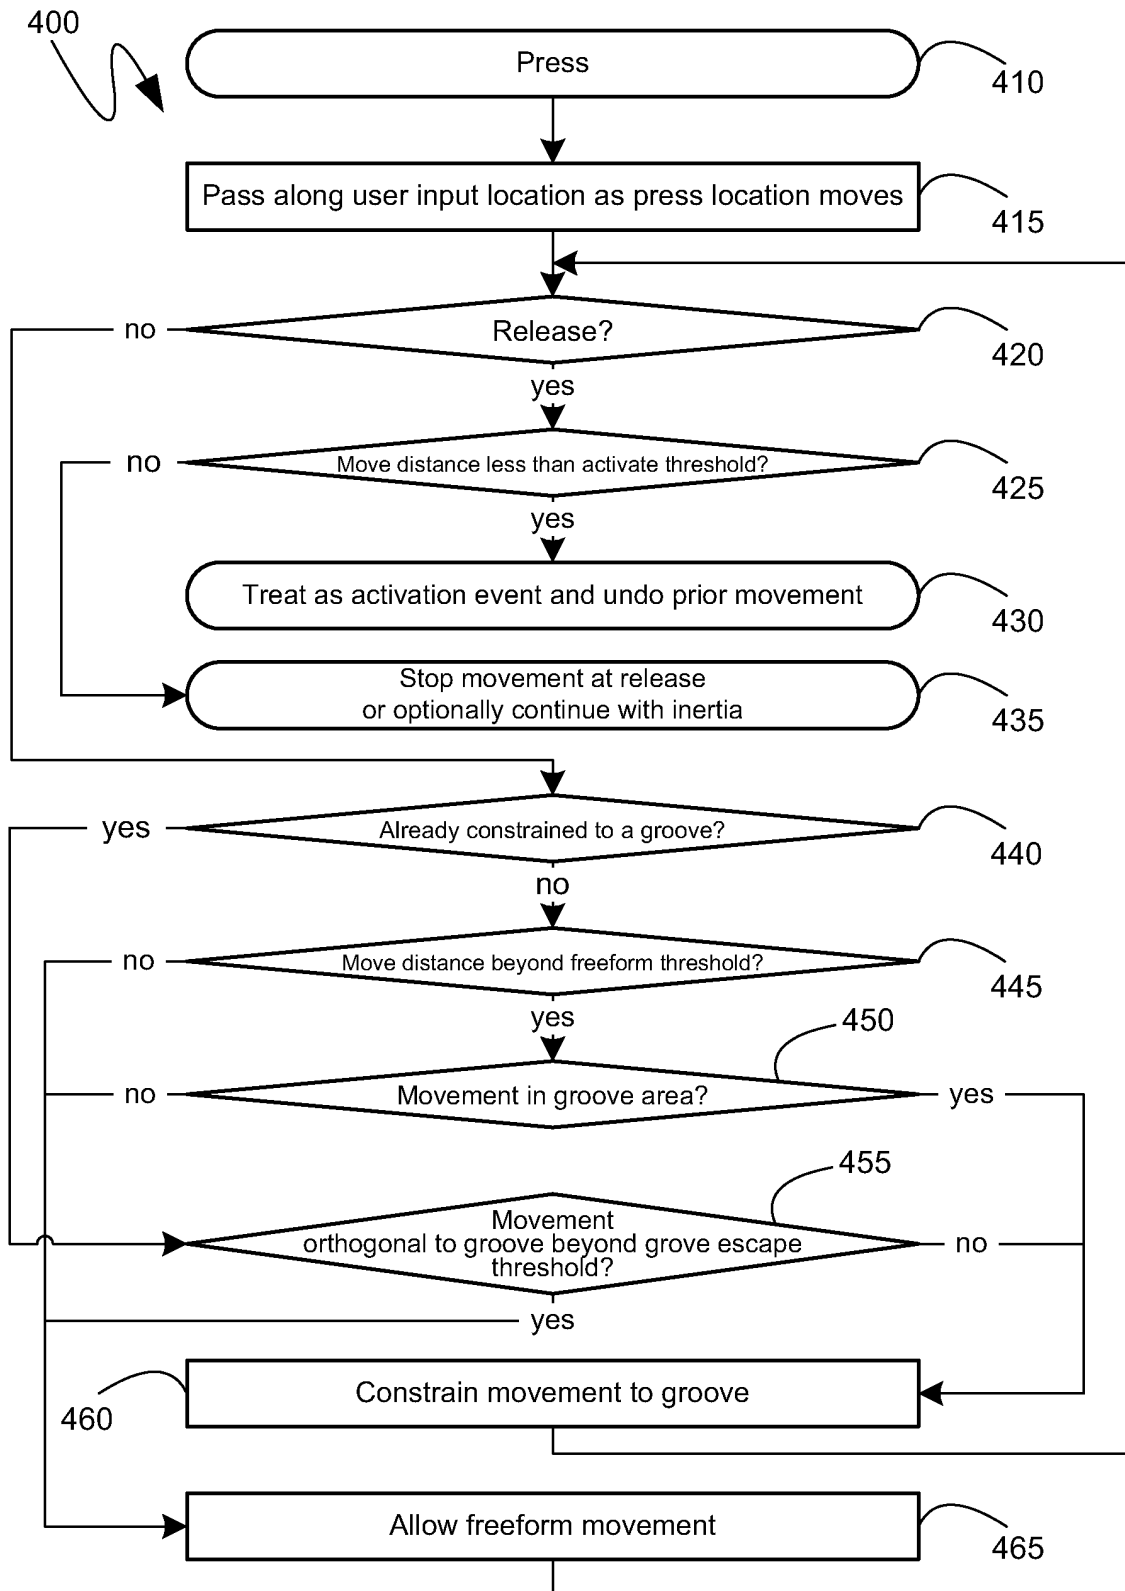 400
Press
410
Pass along user input location as press location moves
415
no
Release?
420
yes
no
Move distance less than activate threshold?
425
yes
Treat as activation event and undo prior movement
430
Stop movement at release
or optionally continue with inertia
435
yes
Already constrained to a groove?
440
no
no
Move distance beyond freeform threshold?
445
yes
450
no
Movement in groove area?
yes
455
Movement
orthogonal to groove beyond grove escape
threshold?
no
yes
Constrain movement to groove
460
Allow freeform movement
465